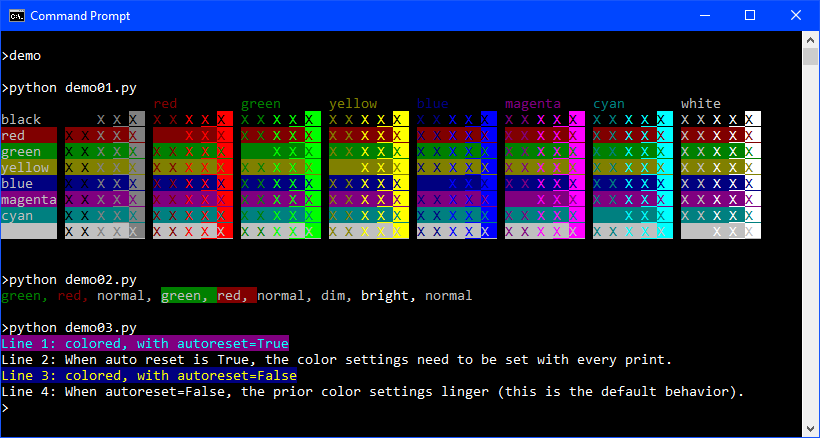 Command Prompt
>demo
>python demo01.py
red green yellow blue magenta cyan white
black X X X X X X X X X X X X X X X X X X X X X X X X X X X X X X X X X X X X X X
red X X X X X X X X X X X X X X X X X X X X X X X X X X X X X X X X X X X X X X
green X X X X X X X X X X X X X X X X X X X X X X X X X X X X X X X X X X X X X X
yellow X X X X X X X X X X X X X X X X X X X X X X X X X X X X X X X X X X X X X X
blue X X X X X X X X X X X X X X X X X X X X X X X X X X X X X X X X X X X X X X
magenta X X X X X X X X X X X X X X X X X X X X X X X X X X X X X X X X X X X X X X
cyan X X X X X X X X X X X X X X X X X X X X X X X X X X X X X X X X X X X X X X
X X X X X X X X X X X X X X X X X X X X X X X X X X X X X X X X X X X X X X
>python demo02.py
green, red, normal, green, red, normal, dim, bright, normal
>python demo03.py
Line 1: colored, with autoreset=True
Line 2: When auto reset is True, the color settings need to be set with every print.
Line 3: colored, with autoreset=False
Line 4: When autoreset=False, the prior color settings linger (this is the default behavior).
>